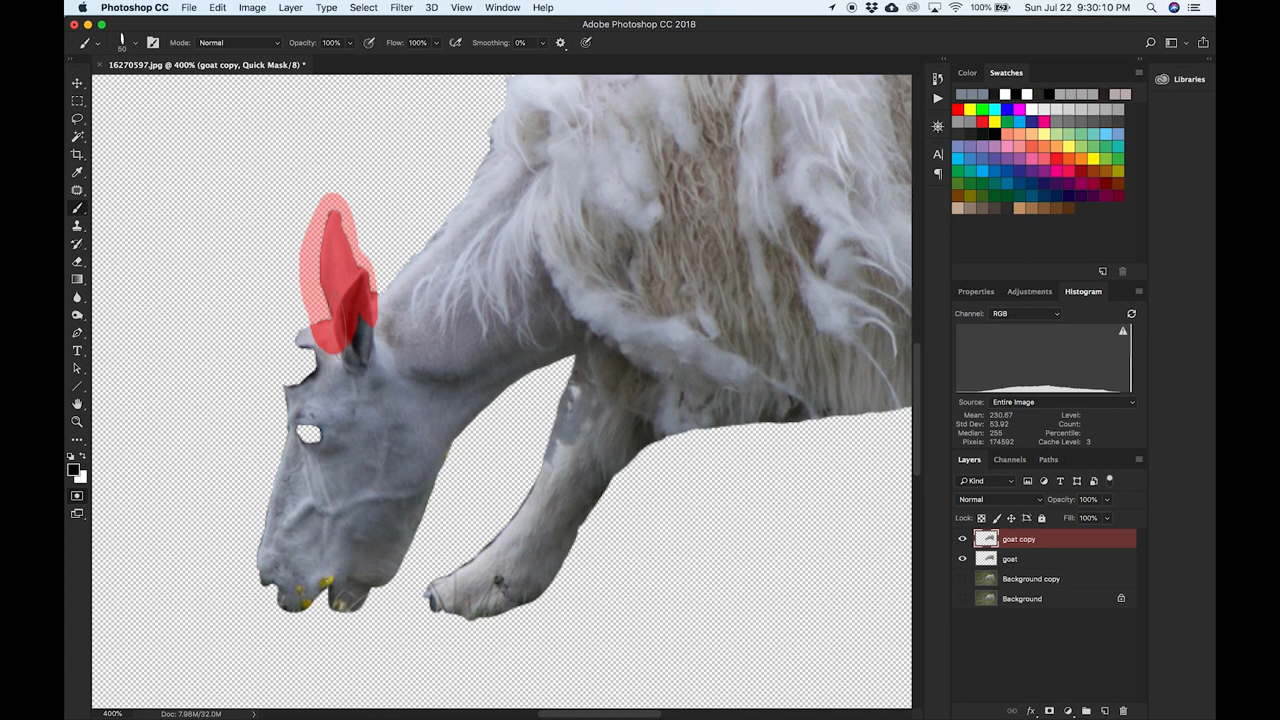 Photoshop CC File Edit Image Layer Type Select Filter 3D View Window Help 100% Sun Jul 22 9:30:10 PM
Adobe Photoshop CC 2018
50 Mode: Normal Opacity: 100% Flow: 100% Smoothing: 0%
16270597.jpg @ 400% (goat copy, Quick Mask/8) *
Color Swatches
Libraries
Properties Adjustments Histogram
Channel: RGB
Source: Entire Image
Mean: 230.67 Level:
Std Dev: 53.92 Count:
Median: 255 Percentile:
Pixels: 174592 Cache Level: 3
Layers Channels Paths
Kind
Normal Opacity: 100%
Lock: Fill: 100%
goat copy
goat
Background copy
Background
400% Doc: 7.98M/32.0M